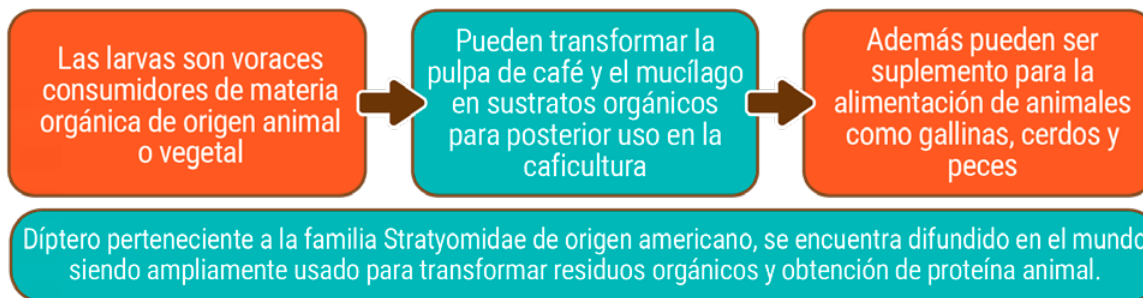 Las larvas son voraces
consumidores de materia
orgánica de origen animal
o vegetal
Pueden transformar la
pulpa de café y el mucílago
en sustratos orgánicos
para posterior uso en la
caficultura
Además pueden ser
suplemento para la
alimentación de animales
como gallinas, cerdos y
peces
Díptero perteneciente a la familia Stratyomidae de origen americano, se encuentra difundido en el mundo
siendo ampliamente usado para transformar residuos orgánicos y obtención de proteína animal.